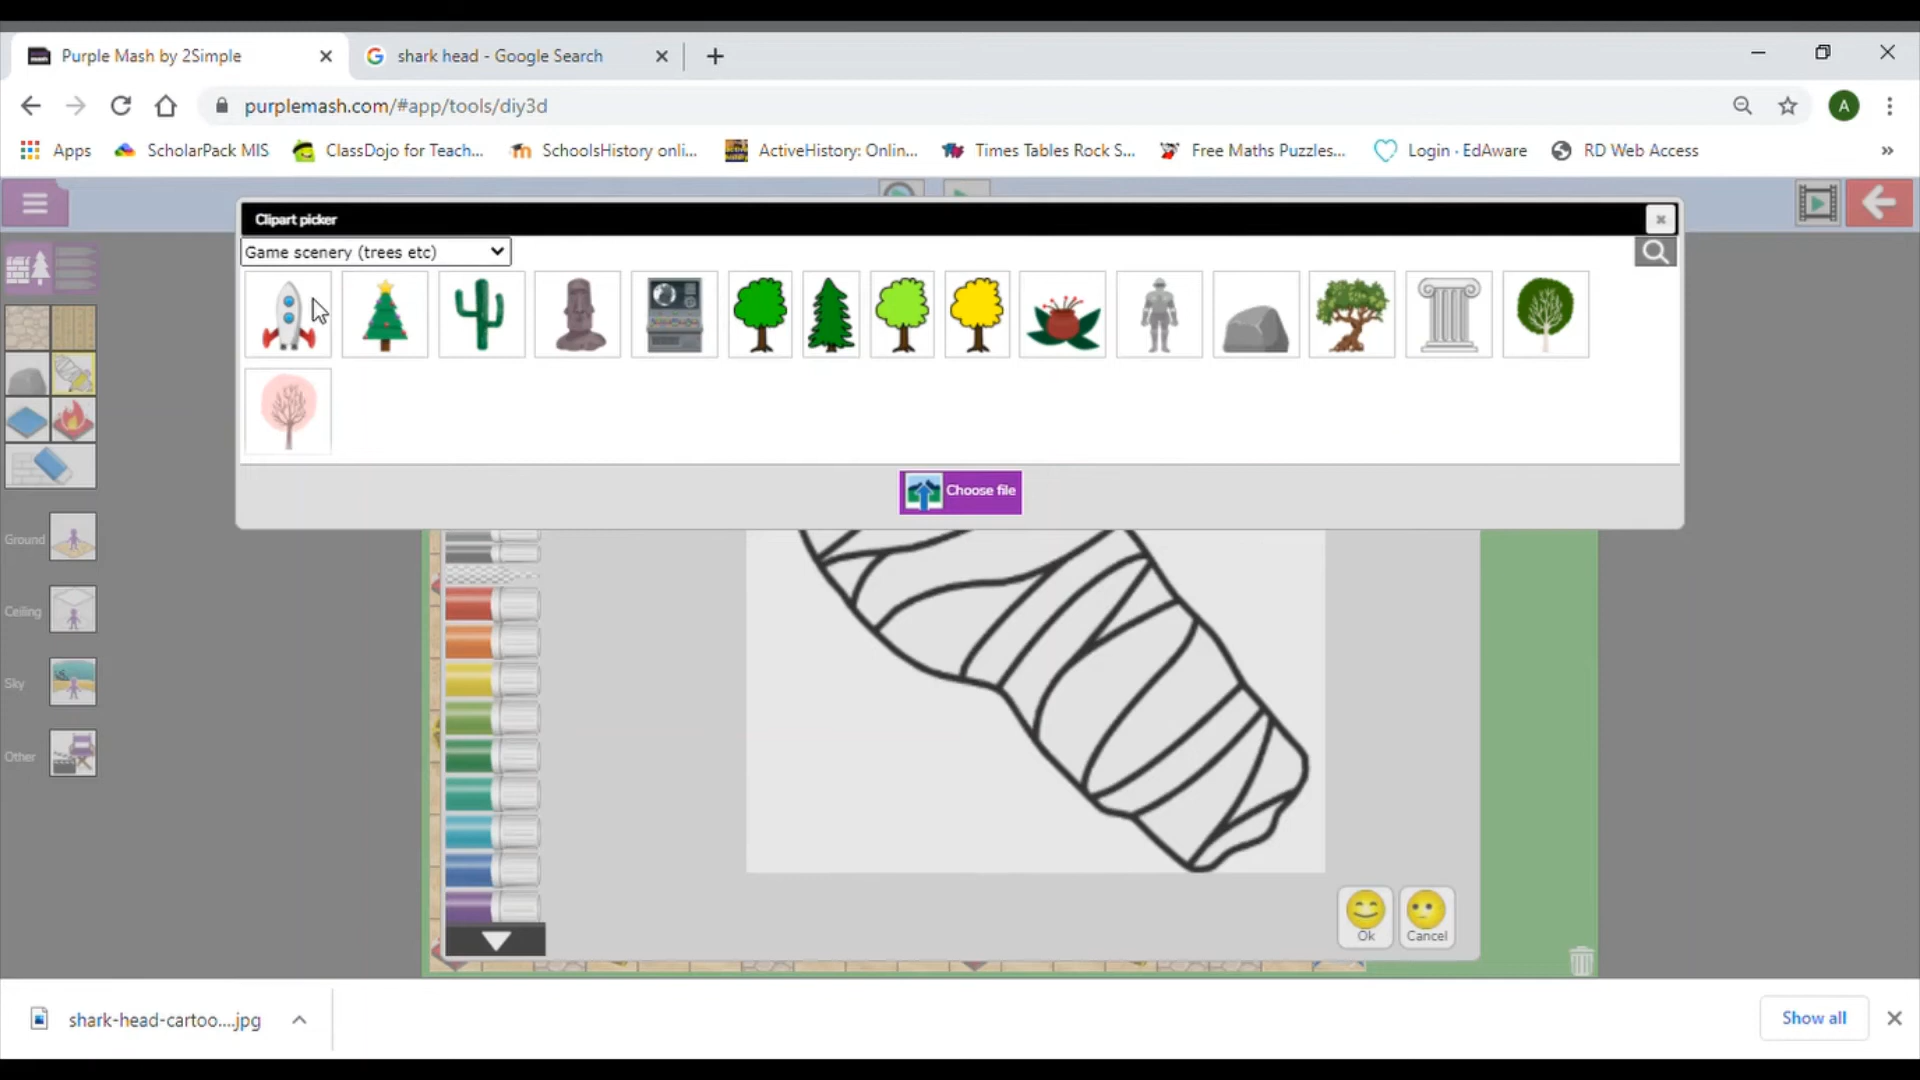 Purple Mash by 2Simple
shark head - Google Search
purplemash.com/#app/tools/diy3d
A
Apps
ScholarPack MIS
ClassDojo for Teach...
SchoolsHistory onli...
ActiveHistory: Onlin...
Times Tables Rock S...
Free Maths Puzzles...
Login · EdAware
RD Web Access
»
Clipart picker
Game scenery (trees etc)
Choose file
Ground
Ceiling
Sky
Other
Ok
Cancel
shark-head-cartoo....jpg
Show all